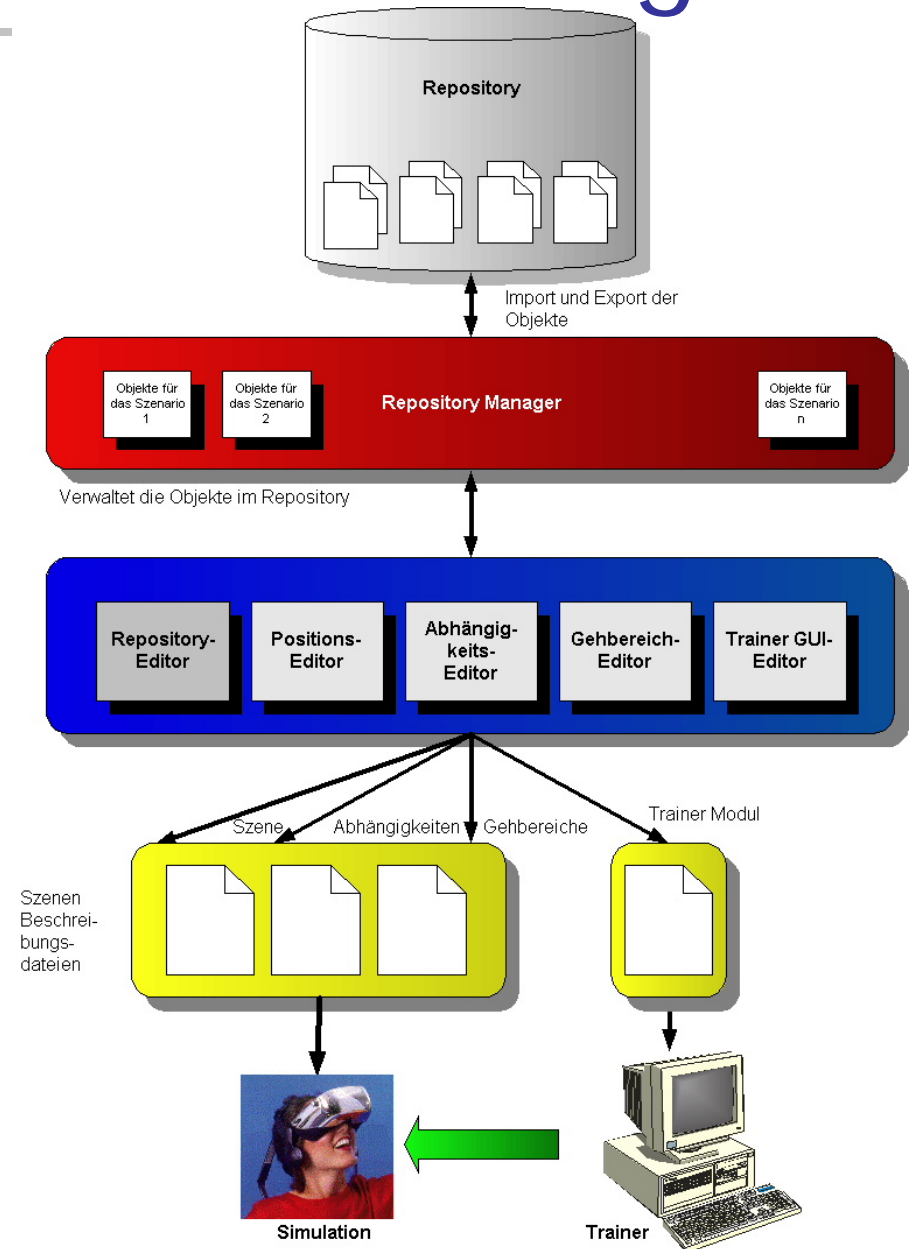 g
Repository
Import und Export der
Objekte
Objekte für
das Szenario
1
Objekte für
das Szenario
2
Repository Manager
Objekte für
das Szenario
n
Verwaltet die Objekte im Repository
Repository-
Editor
Positions-
Editor
Abhängig-
keits-
Editor
Gehbereich-
Editor
Trainer GUI-
Editor
Szene
Abhängigkeiten
Gehbereiche
Trainer Modul
Szenen
Beschrei-
bungs-
dateien
Simulation
Trainer